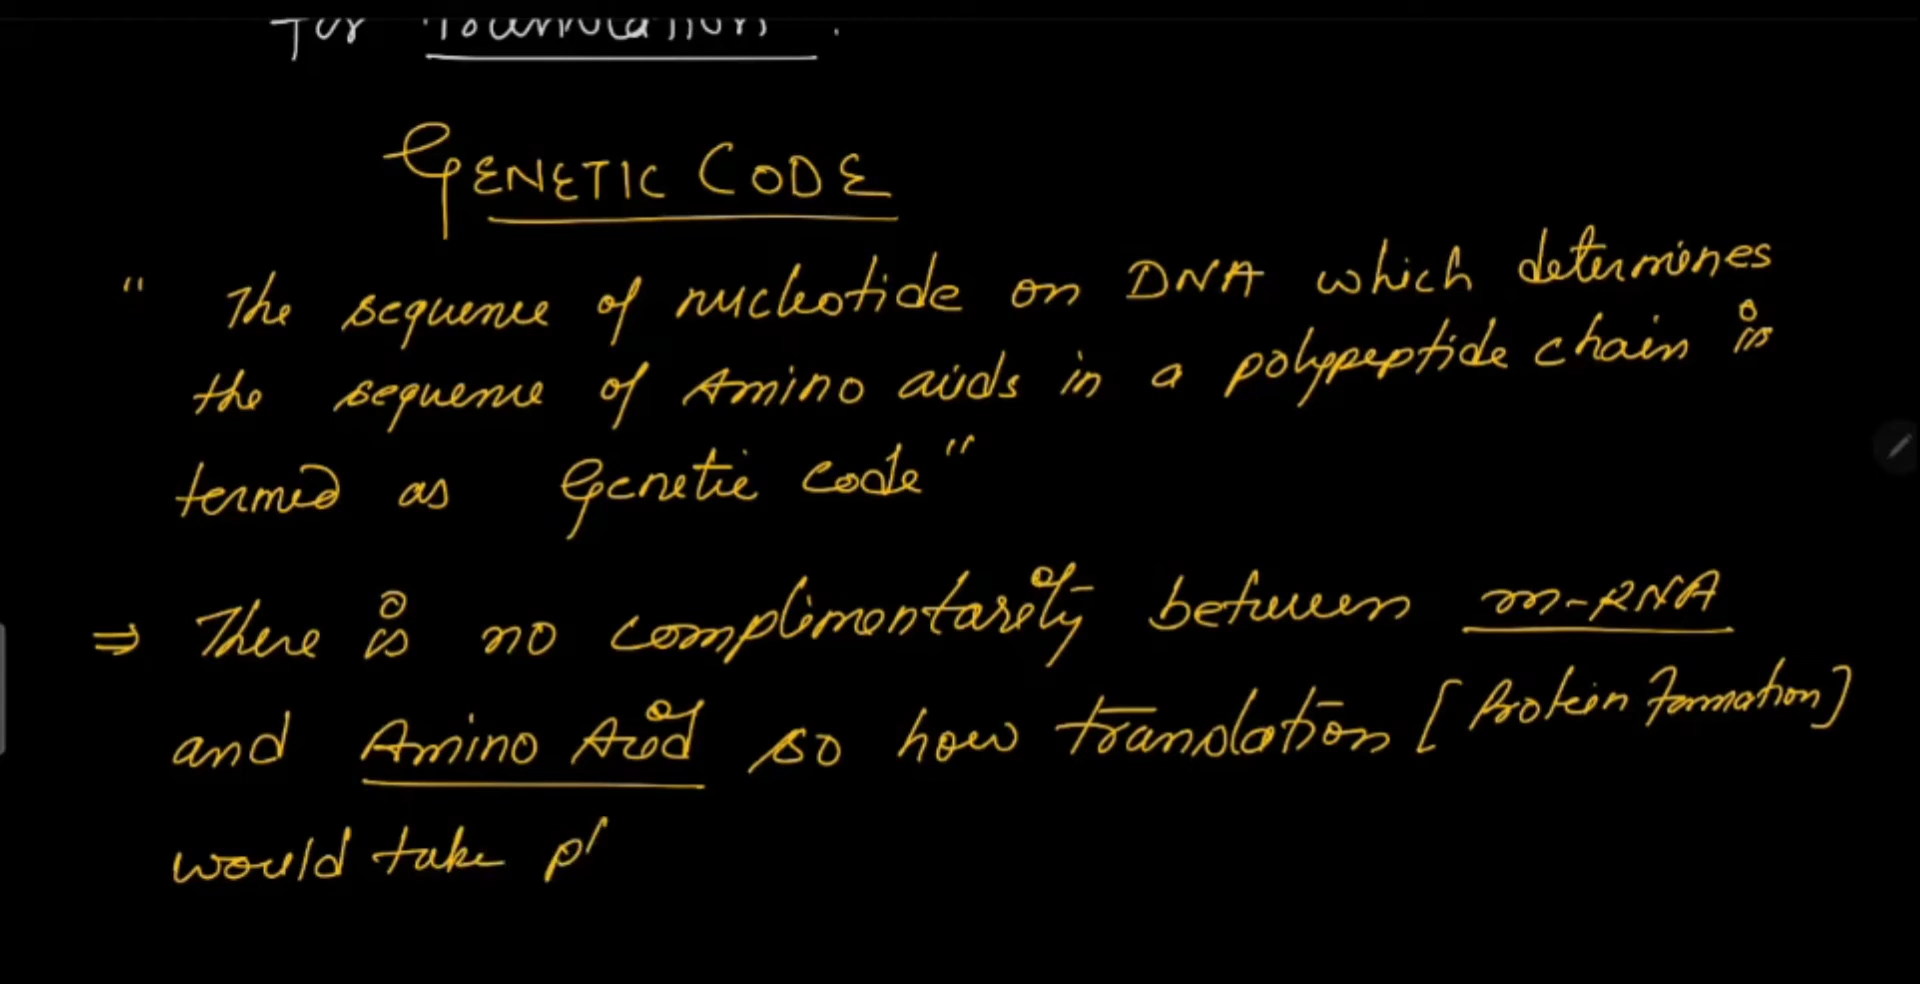 for
GENETIC CODE
" The sequence of nucleotide on DNA which determines
the sequence of Amino acids in a polypeptide chain is
termed as Genetic code"
⇒ There is no complimentarity between m-RNA
and Amino Acid so how translation [Protein Formation]
would take pl